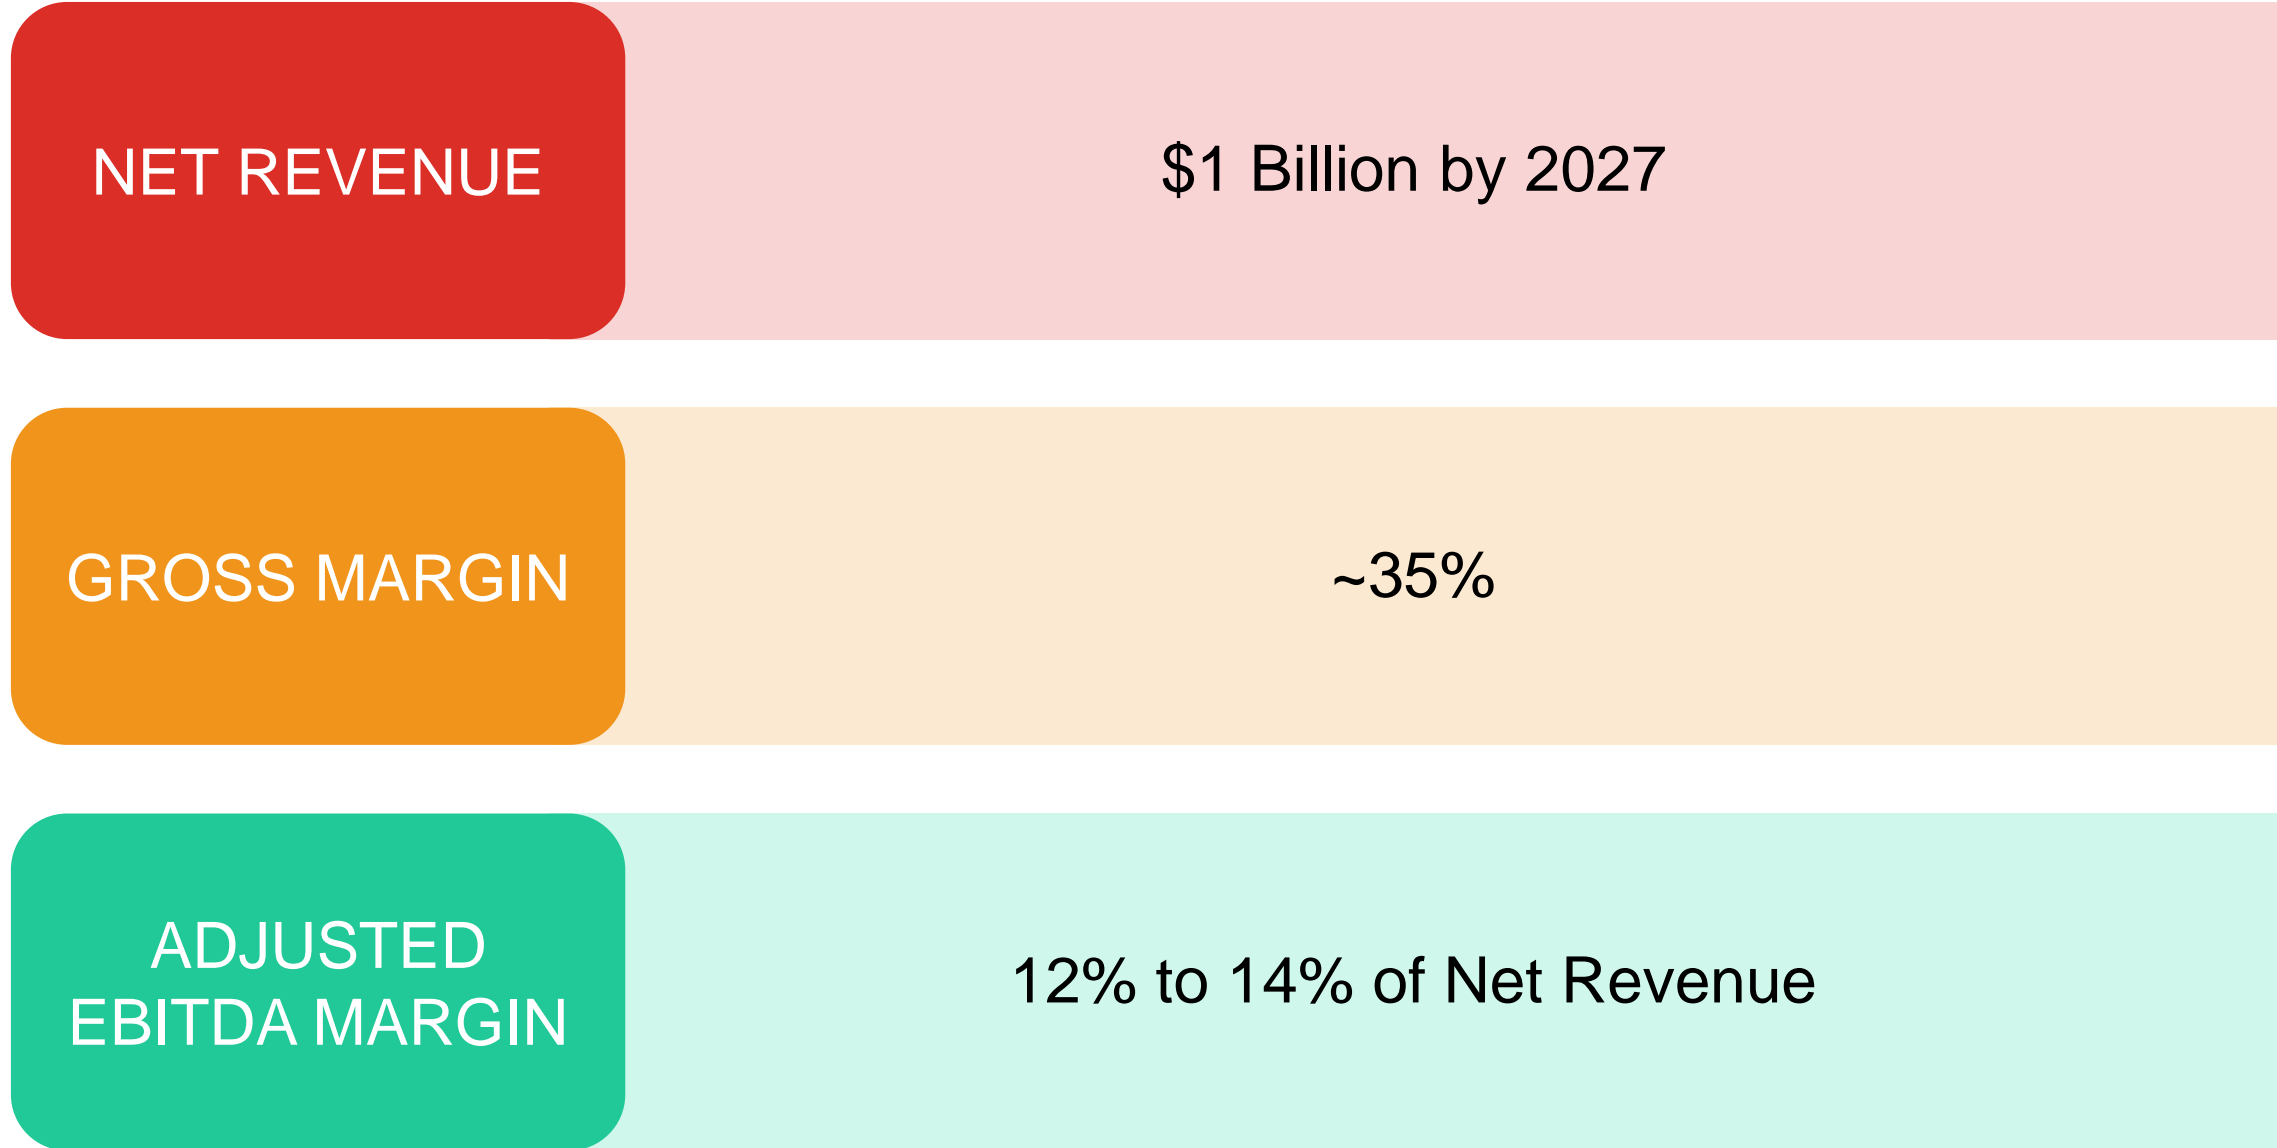 NET REVENUE
$1 Billion by 2027
GROSS MARGIN
~35%
ADJUSTED
EBITDA MARGIN
12% to 14% of Net Revenue